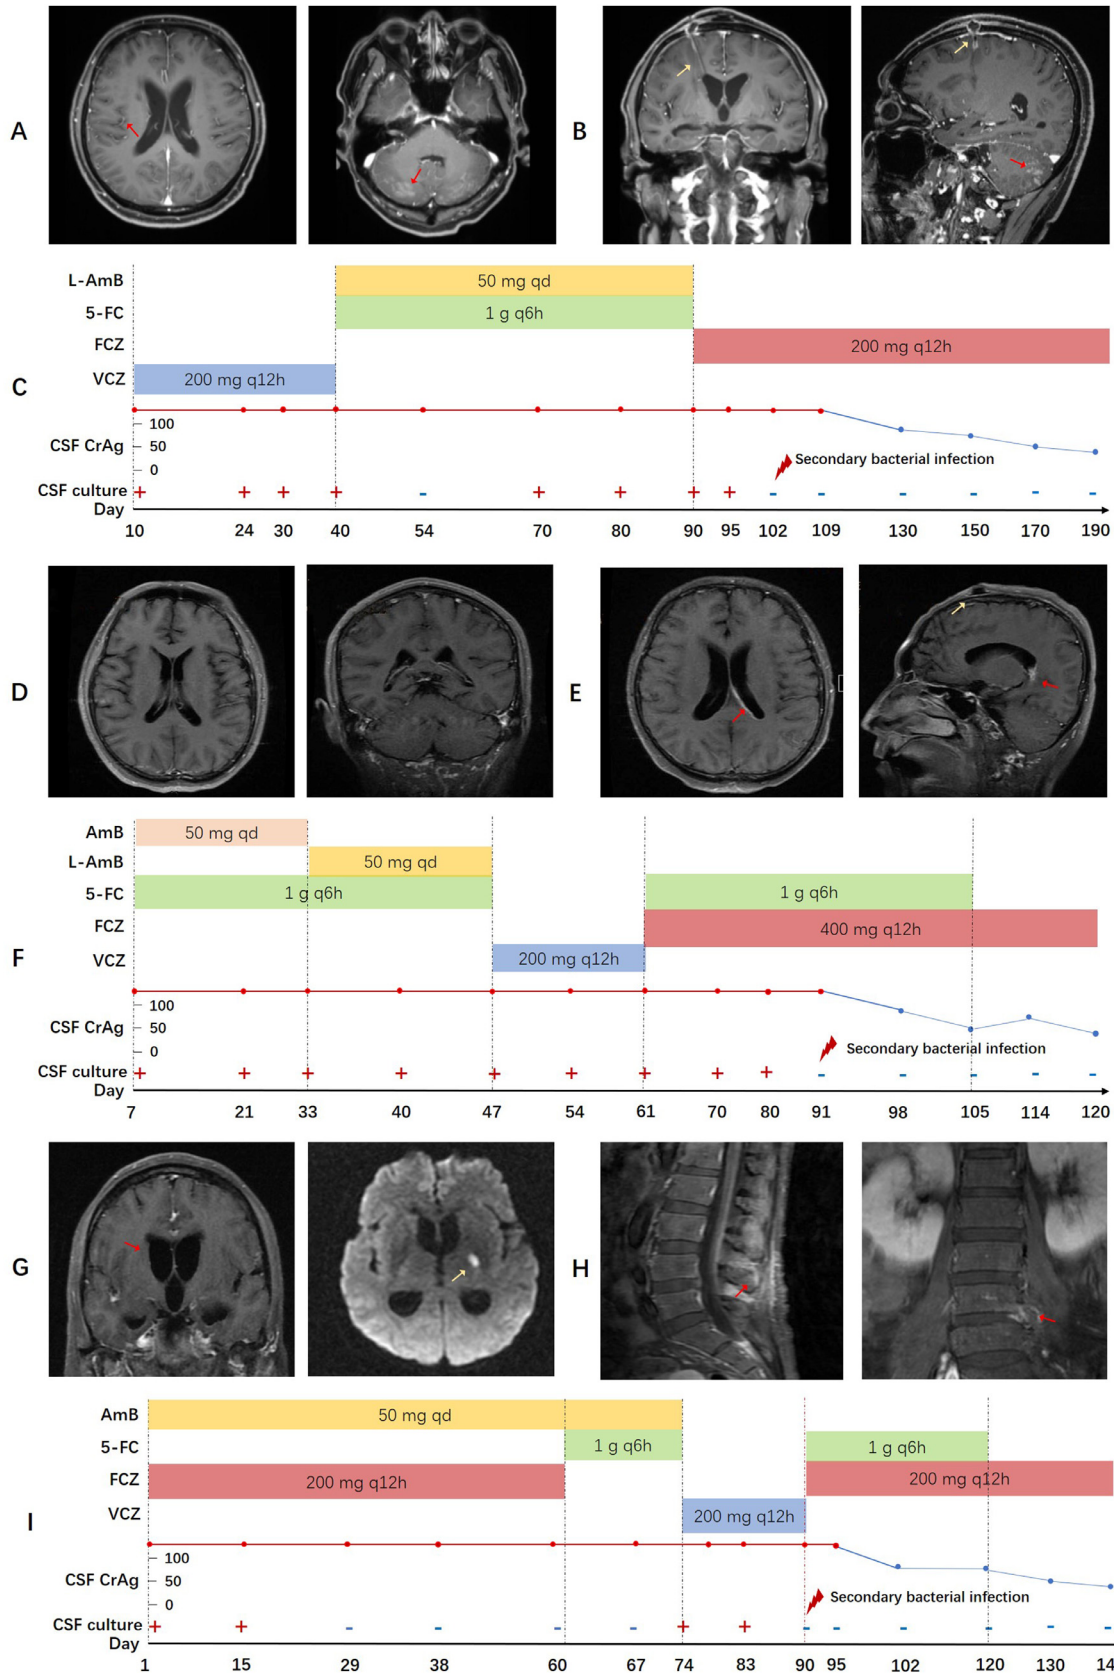 A
B
L-AmB 50 mg qd
5-FC 1 g q6h
FCZ 200 mg q12h
VCZ 200 mg q12h
C
100
CSF CrAg 50
0
Secondary bacterial infection
CSF culture + + + + - + + + + - - - - - -
Day
10 24 30 40 54 70 80 90 95 102 109 130 150 170 190
D
E
AmB 50 mg qd
L-AmB 50 mg qd
5-FC 1 g q6h 1 g q6h
FCZ 400 mg q12h
VCZ 200 mg q12h
F
100
CSF CrAg 50
0
Secondary bacterial infection
CSF culture + + + + + + + + + - - - - -
Day
7 21 33 40 47 54 61 70 80 91 98 105 114 120
G
H
AmB 50 mg qd
5-FC 1 g q6h 1 g q6h
FCZ 200 mg q12h 200 mg q12h
VCZ 200 mg q12h
I
100
CSF CrAg 50
0
Secondary bacterial infection
CSF culture + + - - - - + + - - - - - -
Day
1 15 29 38 60 67 74 83 90 95 102 120 130